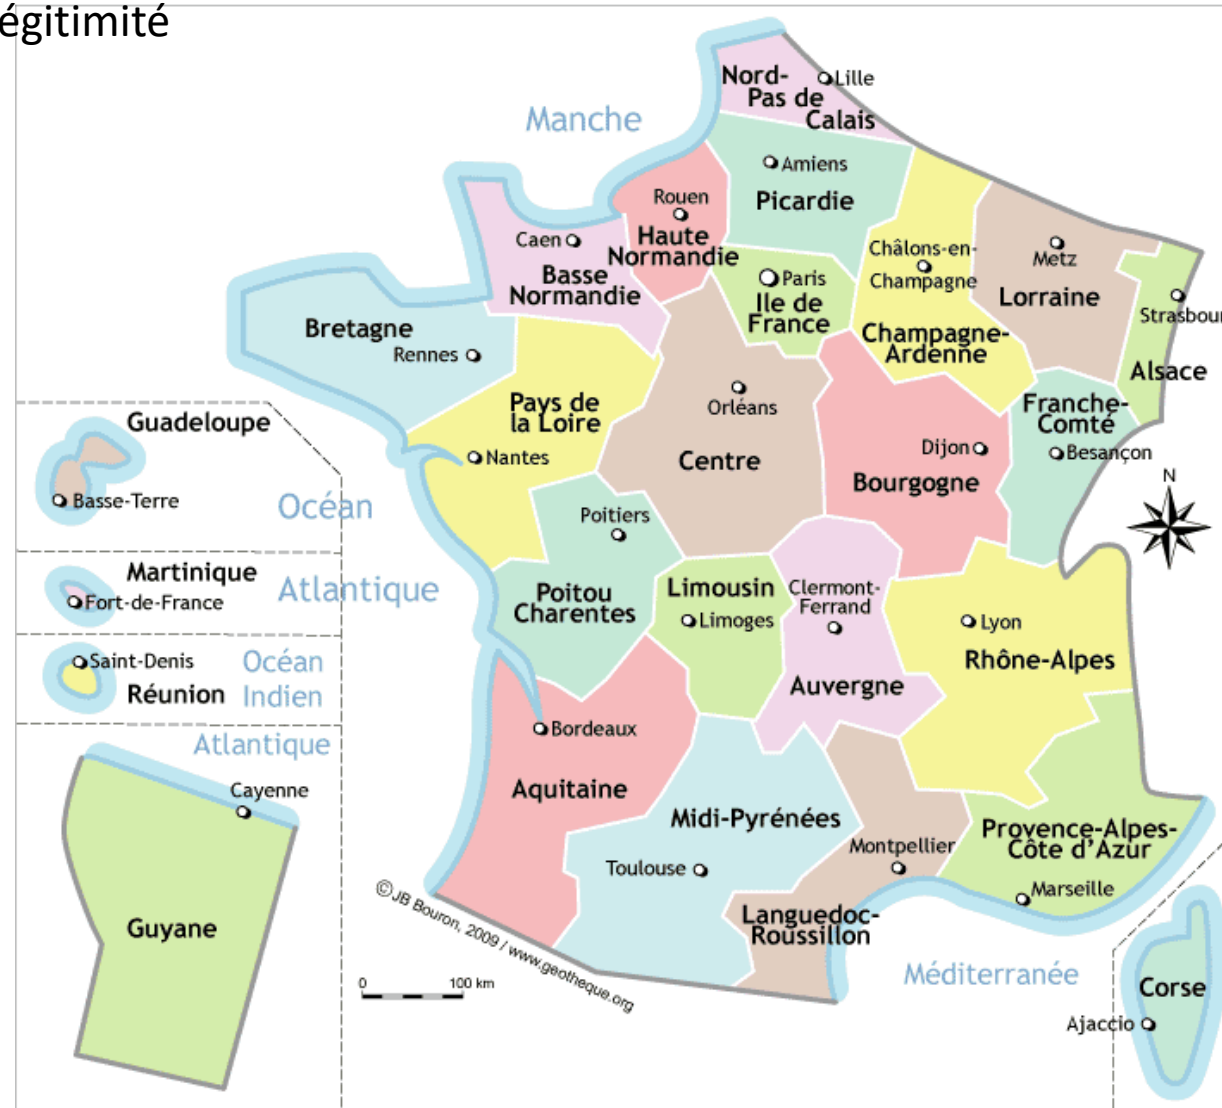 égitimité
Manche
Nord-
Pas de
Calais
Lille
Amiens
Picardie
Rouen
Haute
Normandie
Caen
Basse
Normandie
Paris
Ile de
France
Châlons-en-
Champagne
Champagne-
Ardenne
Metz
Lorraine
Strasbour
Alsace
Bretagne
Rennes
Pays de
la Loire
Nantes
Orléans
Centre
Dijon
Bourgogne
Franche-
Comté
Besançon
N
Guadeloupe
Basse-Terre
Océan
Atlantique
Martinique
Fort-de-France
Saint-Denis
Réunion
Océan
Indien
Atlantique
Cayenne
Guyane
Poitiers
Poitou
Charentes
Limousin
Limoges
Clermont-
Ferrand
Auvergne
Lyon
Rhône-Alpes
Bordeaux
Aquitaine
Midi-Pyrénées
Toulouse
Montpellier
Languedoc-
Roussillon
Provence-Alpes-
Côte d'Azur
Marseille
Méditerranée
Corse
Ajaccio
© JB Bouron, 2009 / www.geotheque.org
0 100 km